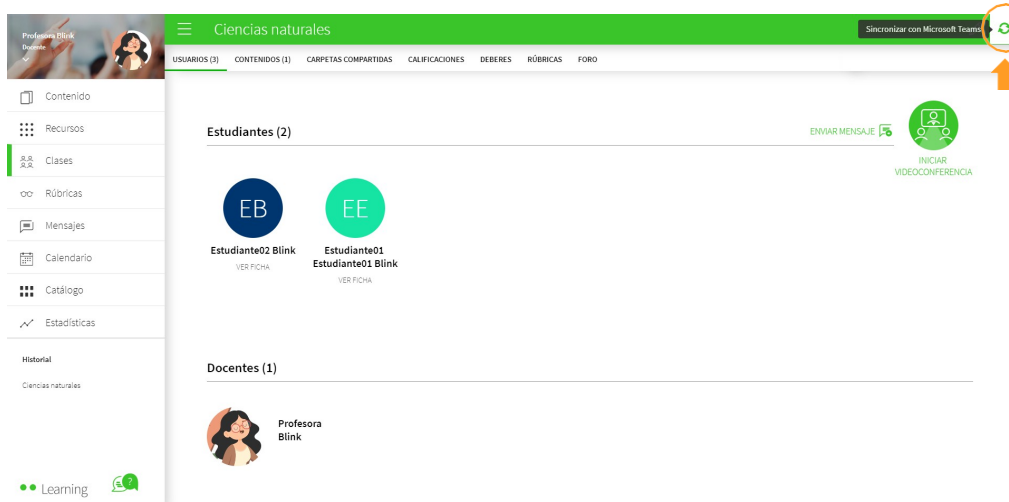 Profesora Blink
Docente
Ciencias naturales
Sincronizar con Microsoft Teams
USUARIOS (3) CONTENIDOS (1) CARPETAS COMPARTIDAS CALIFICACIONES DEBERES RÚBRICAS FORO
Contenido
Recursos
Clases
Rúbricas
Mensajes
Calendario
Catálogo
Estadísticas
Historial
Ciencias naturales
Learning
?
Estudiantes (2)
ENVIAR MENSAJE
INICIAR
VIDEOCONFERENCIA
EB
Estudiante02 Blink
VER FICHA
EE
Estudiante01
Estudiante01 Blink
VER FICHA
Docentes (1)
Profesora
Blink